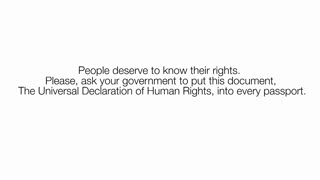 People deserve to know their rights.
Please, ask your government to put this document,
The Universal Declaration of Human Rights, into every passport.